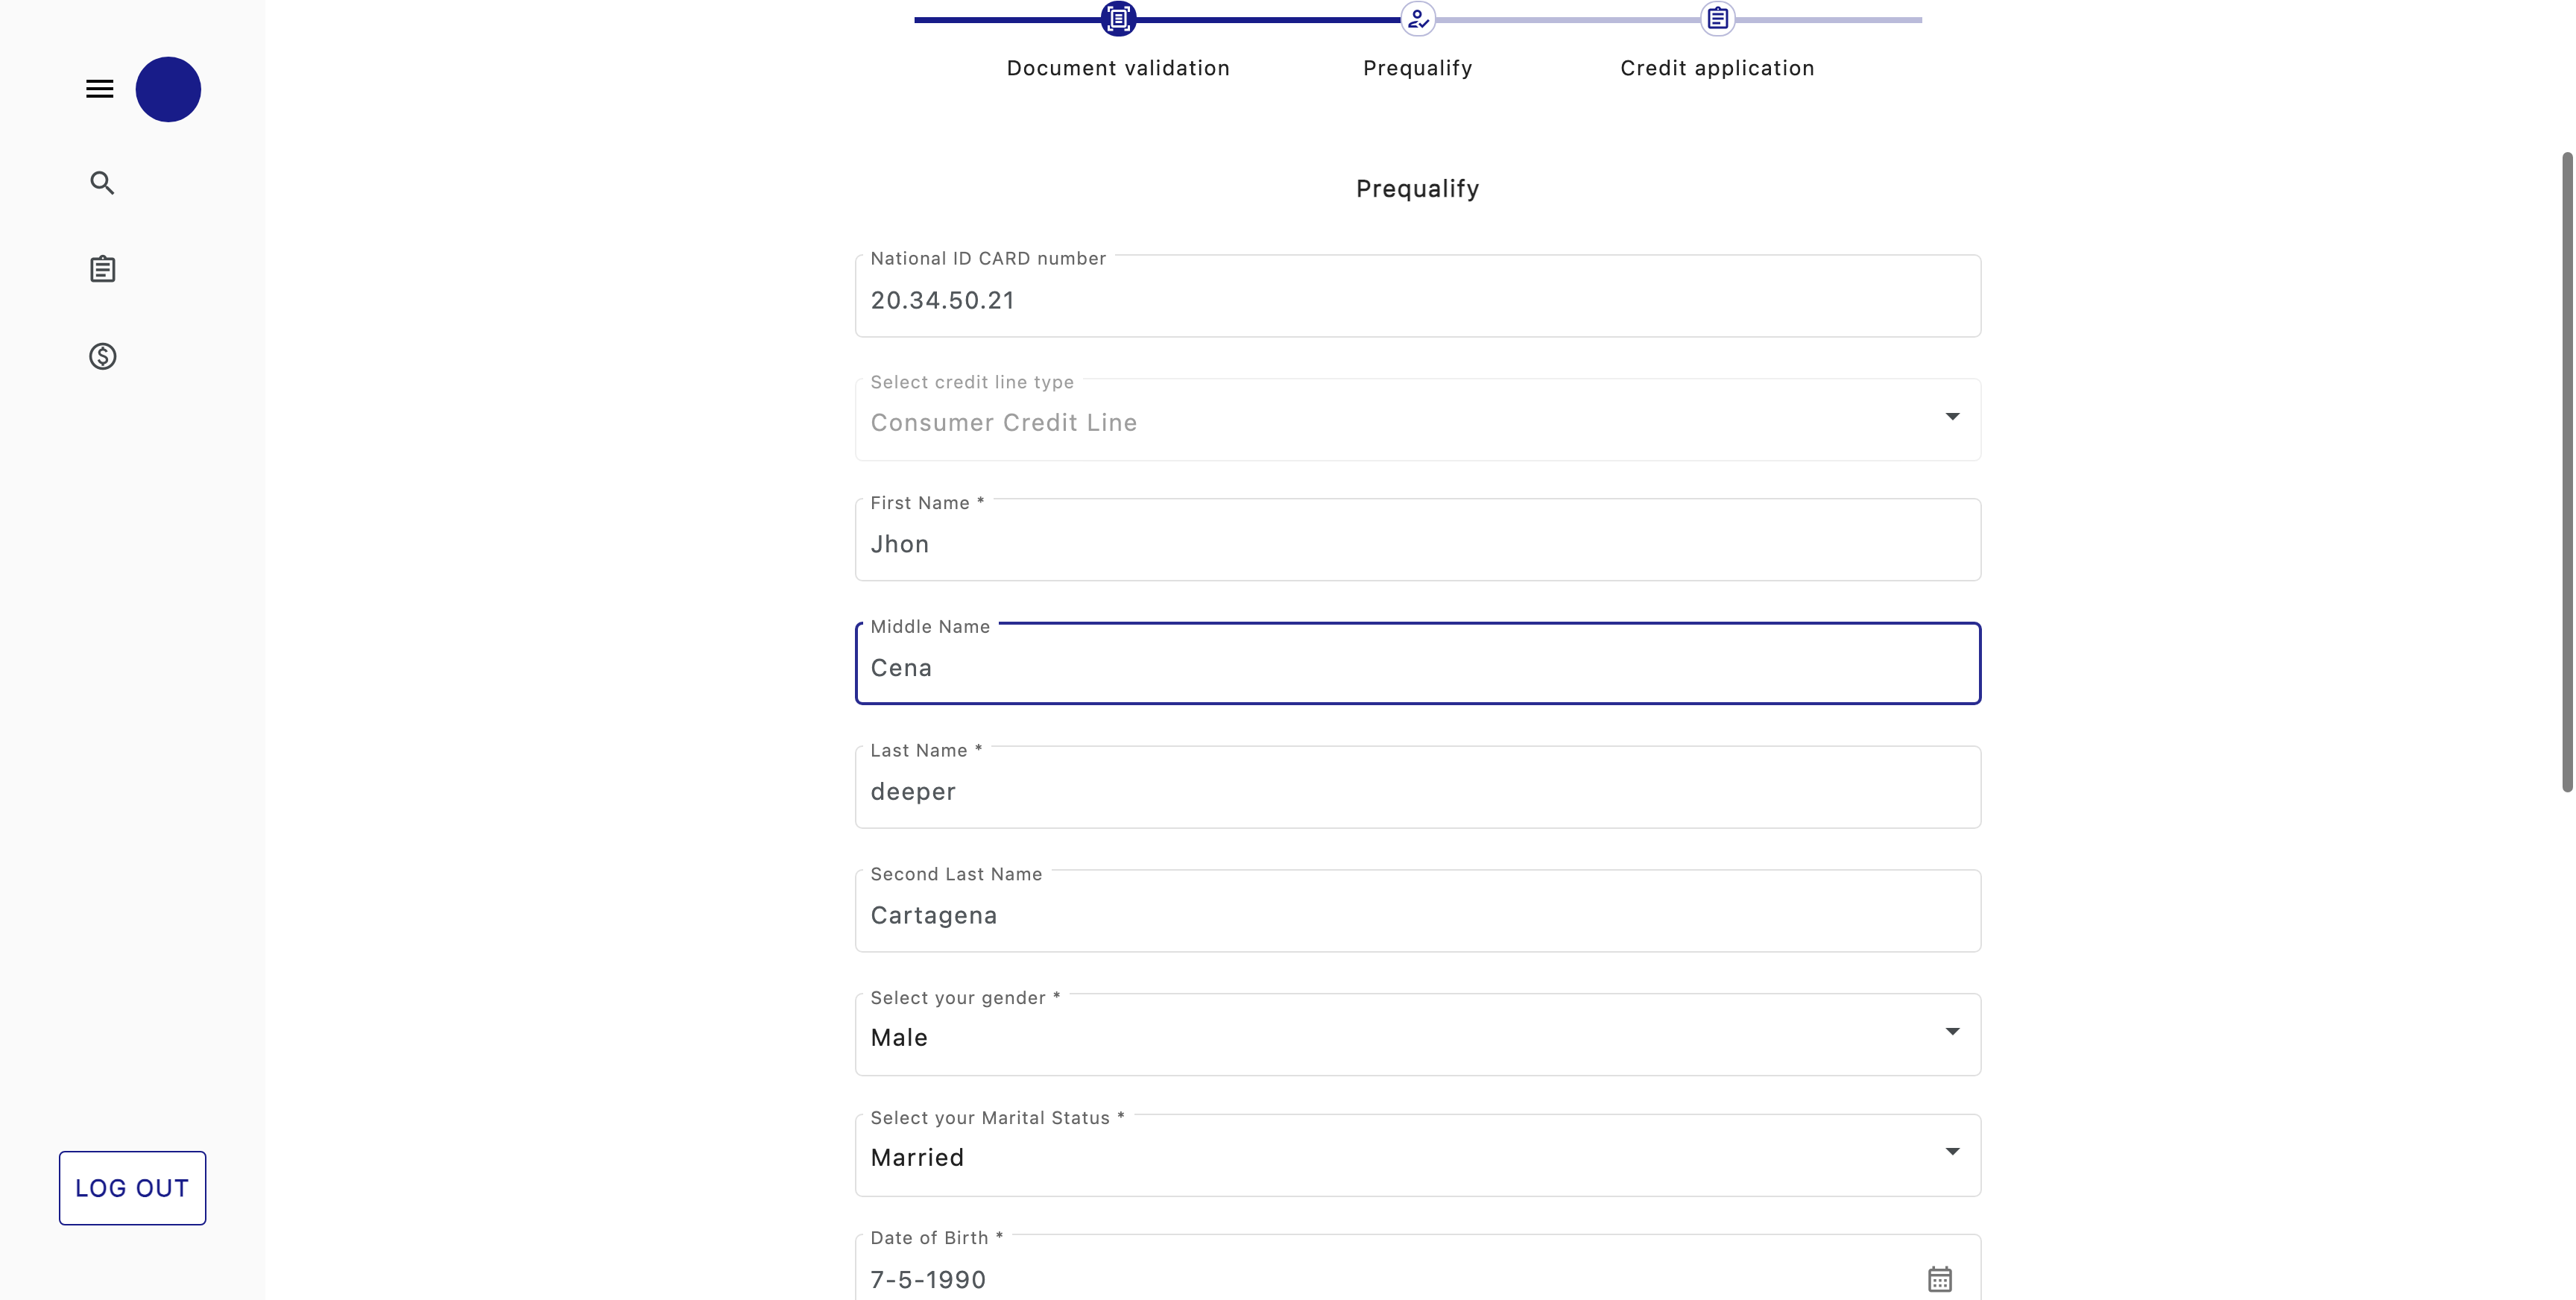 Document validation
Prequalify
Credit application
Prequalify
National ID CARD number
20.34.50.21
Select credit line type
Consumer Credit Line
First Name *
Jhon
Middle Name
Cena
Last Name *
deeper
Second Last Name
Cartagena
Select your gender *
Male
Select your Marital Status *
Married
Date of Birth *
7-5-1990
LOG OUT